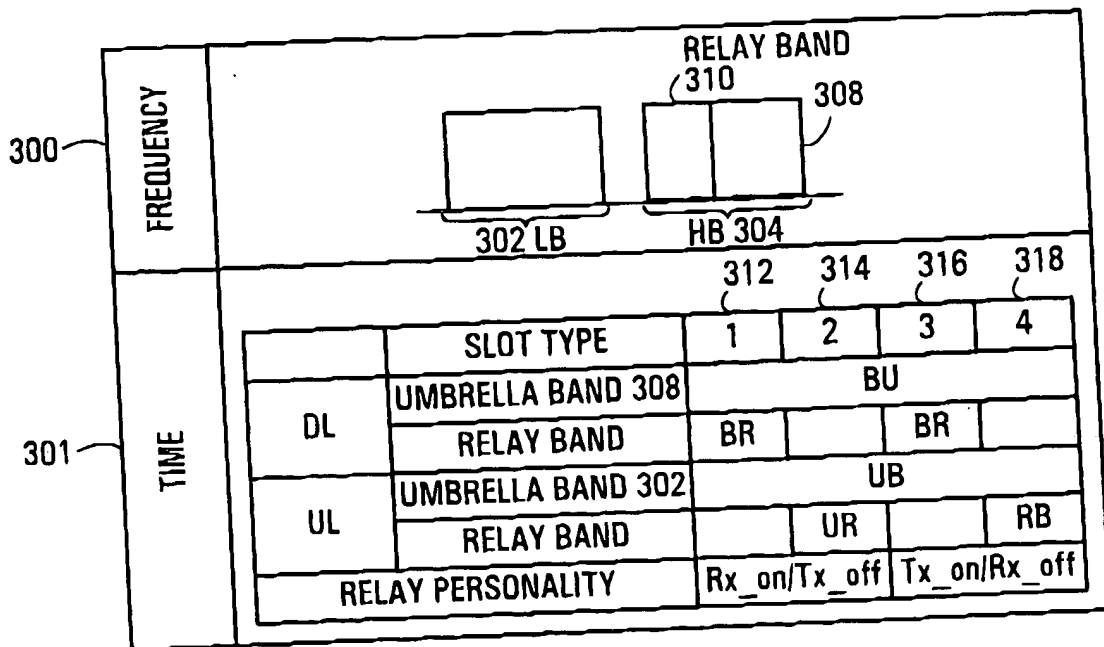 RELAY BAND
310
308
300
FREQUENCY
302 LB
HB 304
312 314 316 318
SLOT TYPE 1 2 3 4
301
TIME
DL
UMBRELLA BAND 308 BU
RELAY BAND BR BR
UL
UMBRELLA BAND 302 UB
RELAY BAND UR RB
RELAY PERSONALITY Rx_on/Tx_off Tx_on/Rx_off